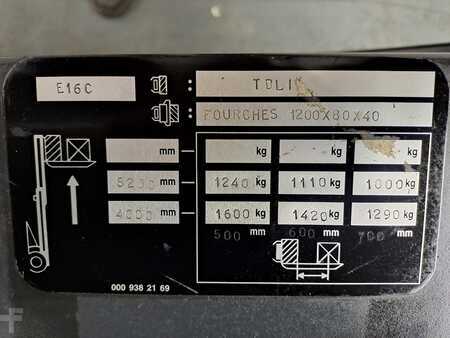 E16C : TDLI
: FOURCHES 1200X80X40
mm kg kg kg
5200 mm 1240 kg 1110 kg 1000 kg
4000 mm 1600 kg 1420 kg 1290 kg
500 mm 600 mm 700 mm
000 938 21 69